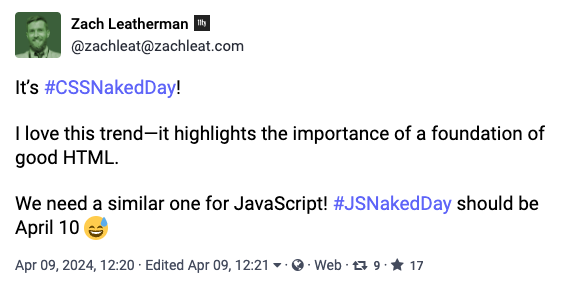 Zach Leatherman 11ty
@zachleat@zachleat.com
It's #CSSNakedDay!
I love this trend—it highlights the importance of a foundation of
good HTML.
We need a similar one for JavaScript! #JSNakedDay should be
April 10 😅
Apr 09, 2024, 12:20 · Edited Apr 09, 12:21 · Web · 9 · 17